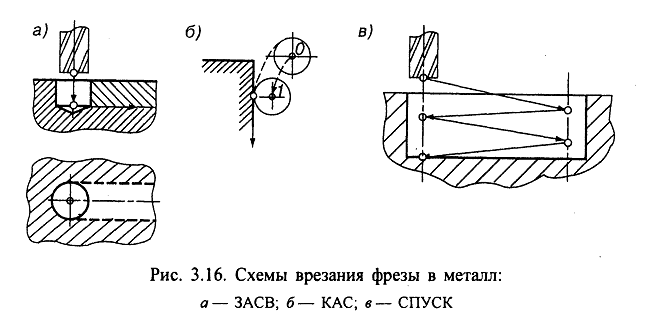 а) б) в)
0
1
Рис. 3.16. Схемы врезания фрезы в металл:
а — ЗАСВ; б — КАС; в — СПУСК